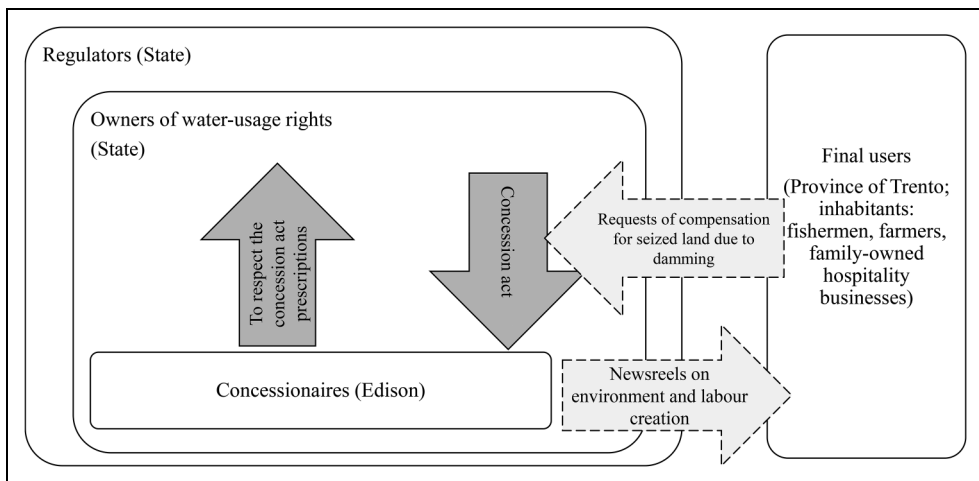 Regulators (State)
Owners of water-usage rights
(State)
To respect the
concession act
prescriptions
Concession act
Requests of compensation
for seized land due to
damming
Final users
(Province of Trento;
inhabitants:
fishermen, farmers,
family-owned
hospitality
businesses)
Concessionaires (Edison)
Newsreels on
environment and labour
creation